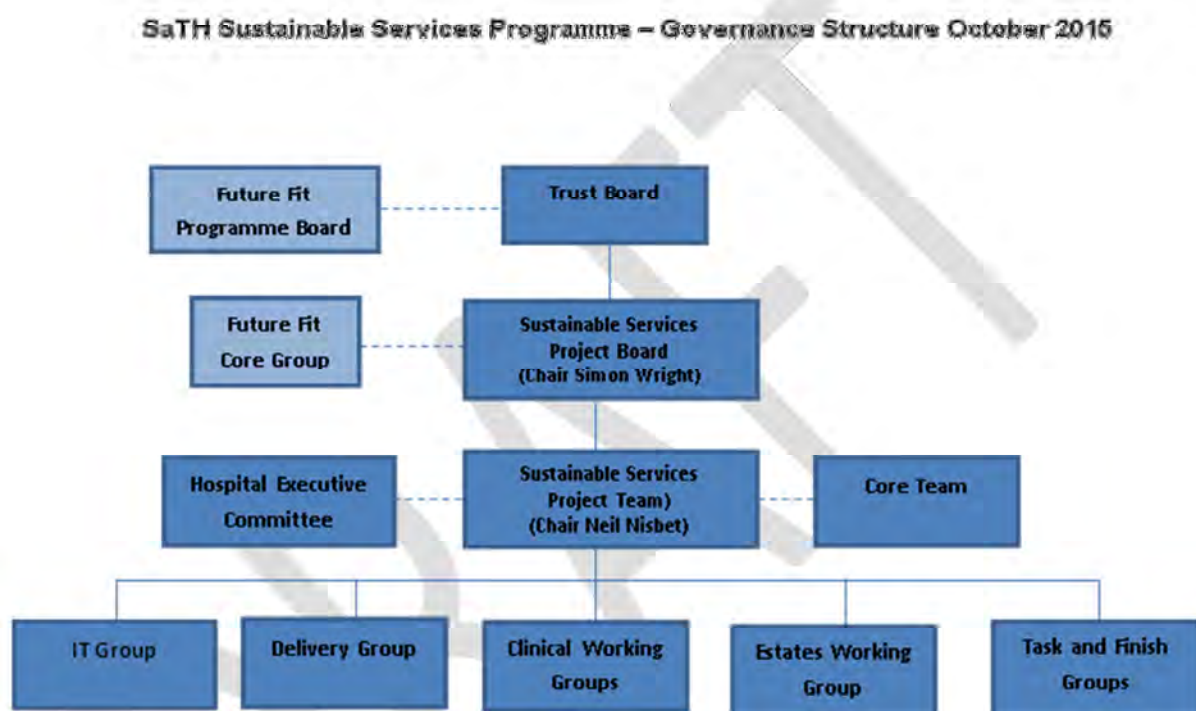 SaTH Sustainable Services Programme – Governance Structure October 2015
Future Fit
Programme Board
Trust Board
Future Fit
Core Group
Sustainable Services
Project Board
(Chair Simon Wright)
Hospital Executive
Committee
Sustainable Services
Project Team)
(Chair Neil Nisbet)
Core Team
IT Group
Delivery Group
Clinical Working
Groups
Estates Working
Group
Task and Finish
Groups
DRAFT